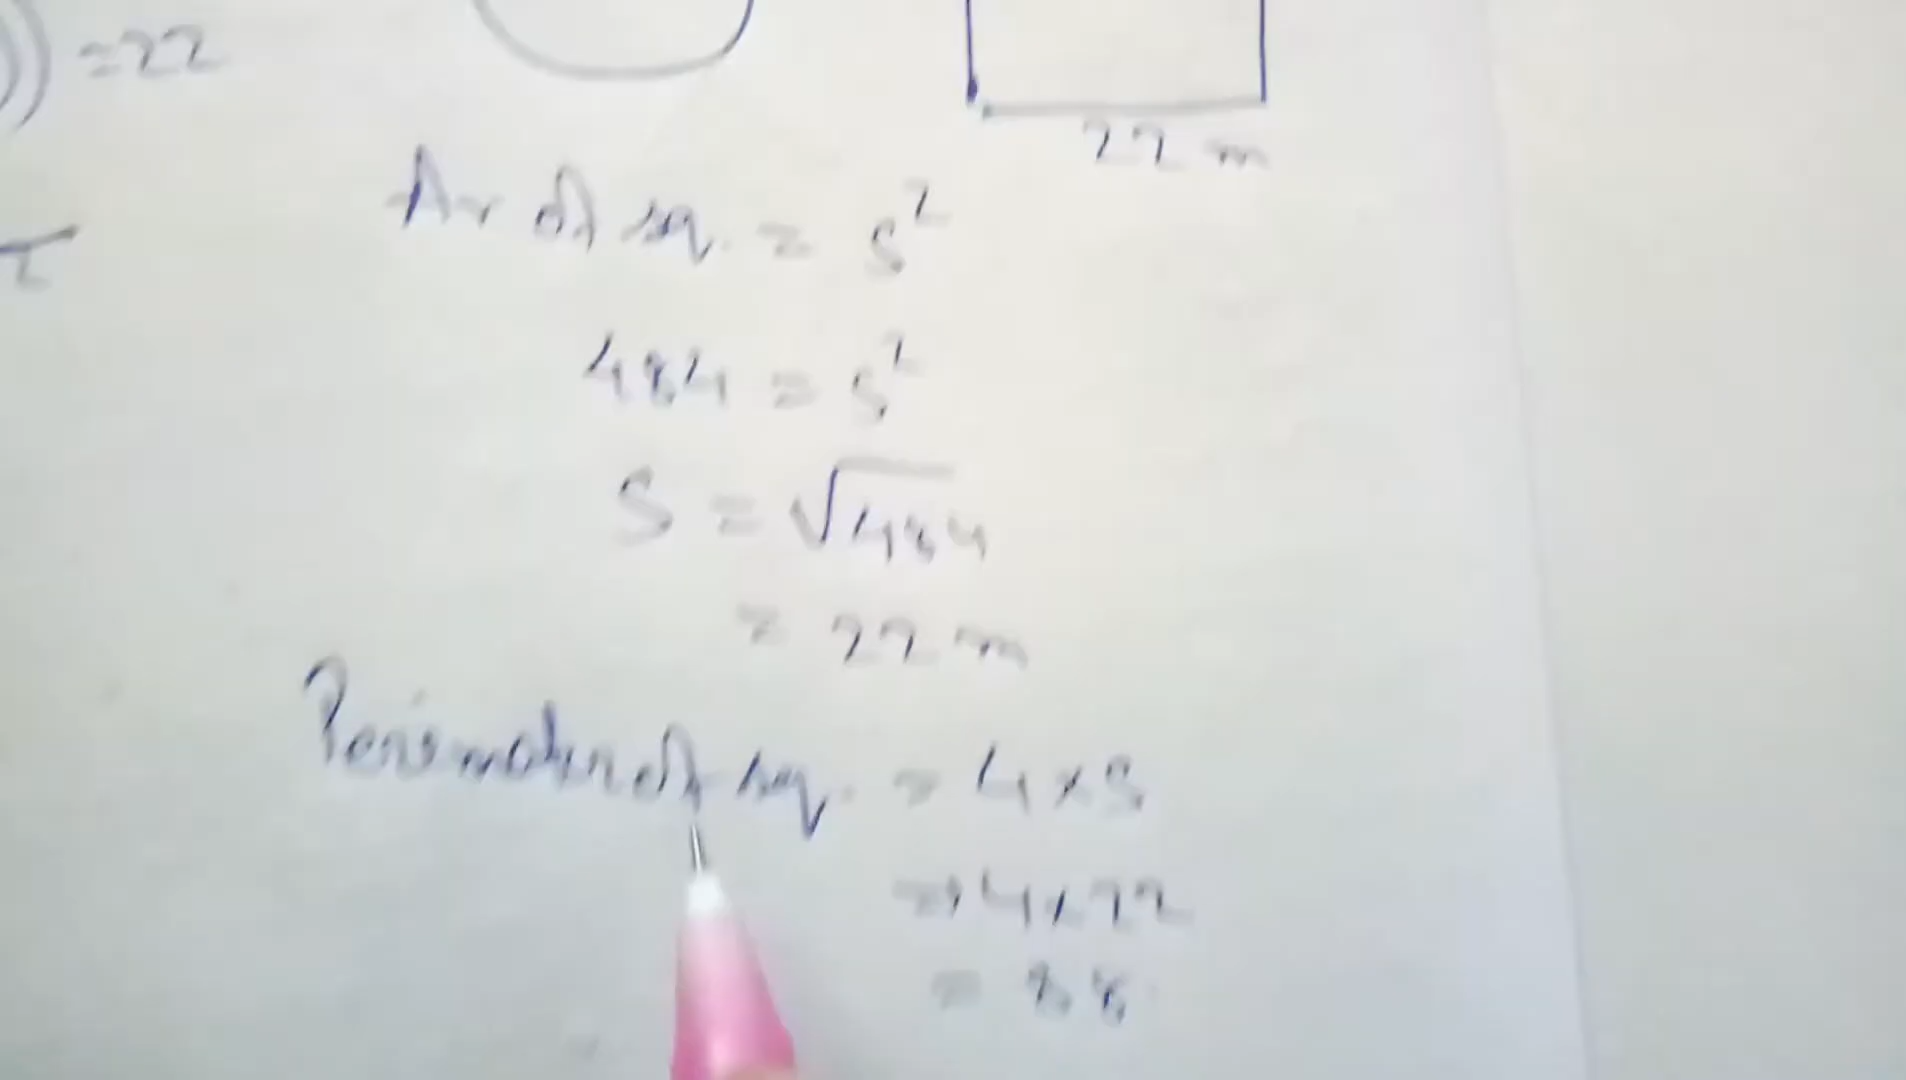 =22
22 m
Ar of sq. = s²
484 = s²
S = √484
= 22 m
Perimeter of sq. = 4 x s
=> 4 x 22
= 88